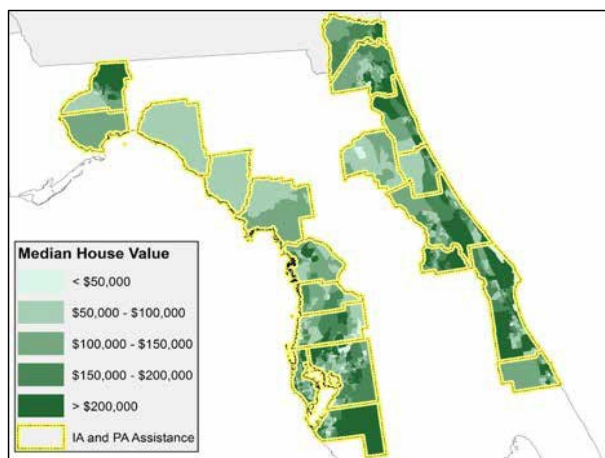 Median House Value
< $50,000
$50,000 - $100,000
$100,000 - $150,000
$150,000 - $200,000
> $200,000
IA and PA Assistance